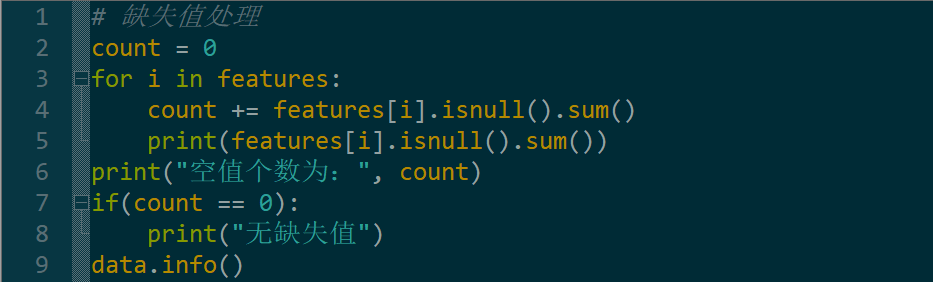 1 # 缺失值处理
2 count = 0
3 for i in features:
4     count += features[i].isnull().sum()
5     print(features[i].isnull().sum())
6 print("空值个数为：", count)
7 if(count == 0):
8     print("无缺失值")
9 data.info()